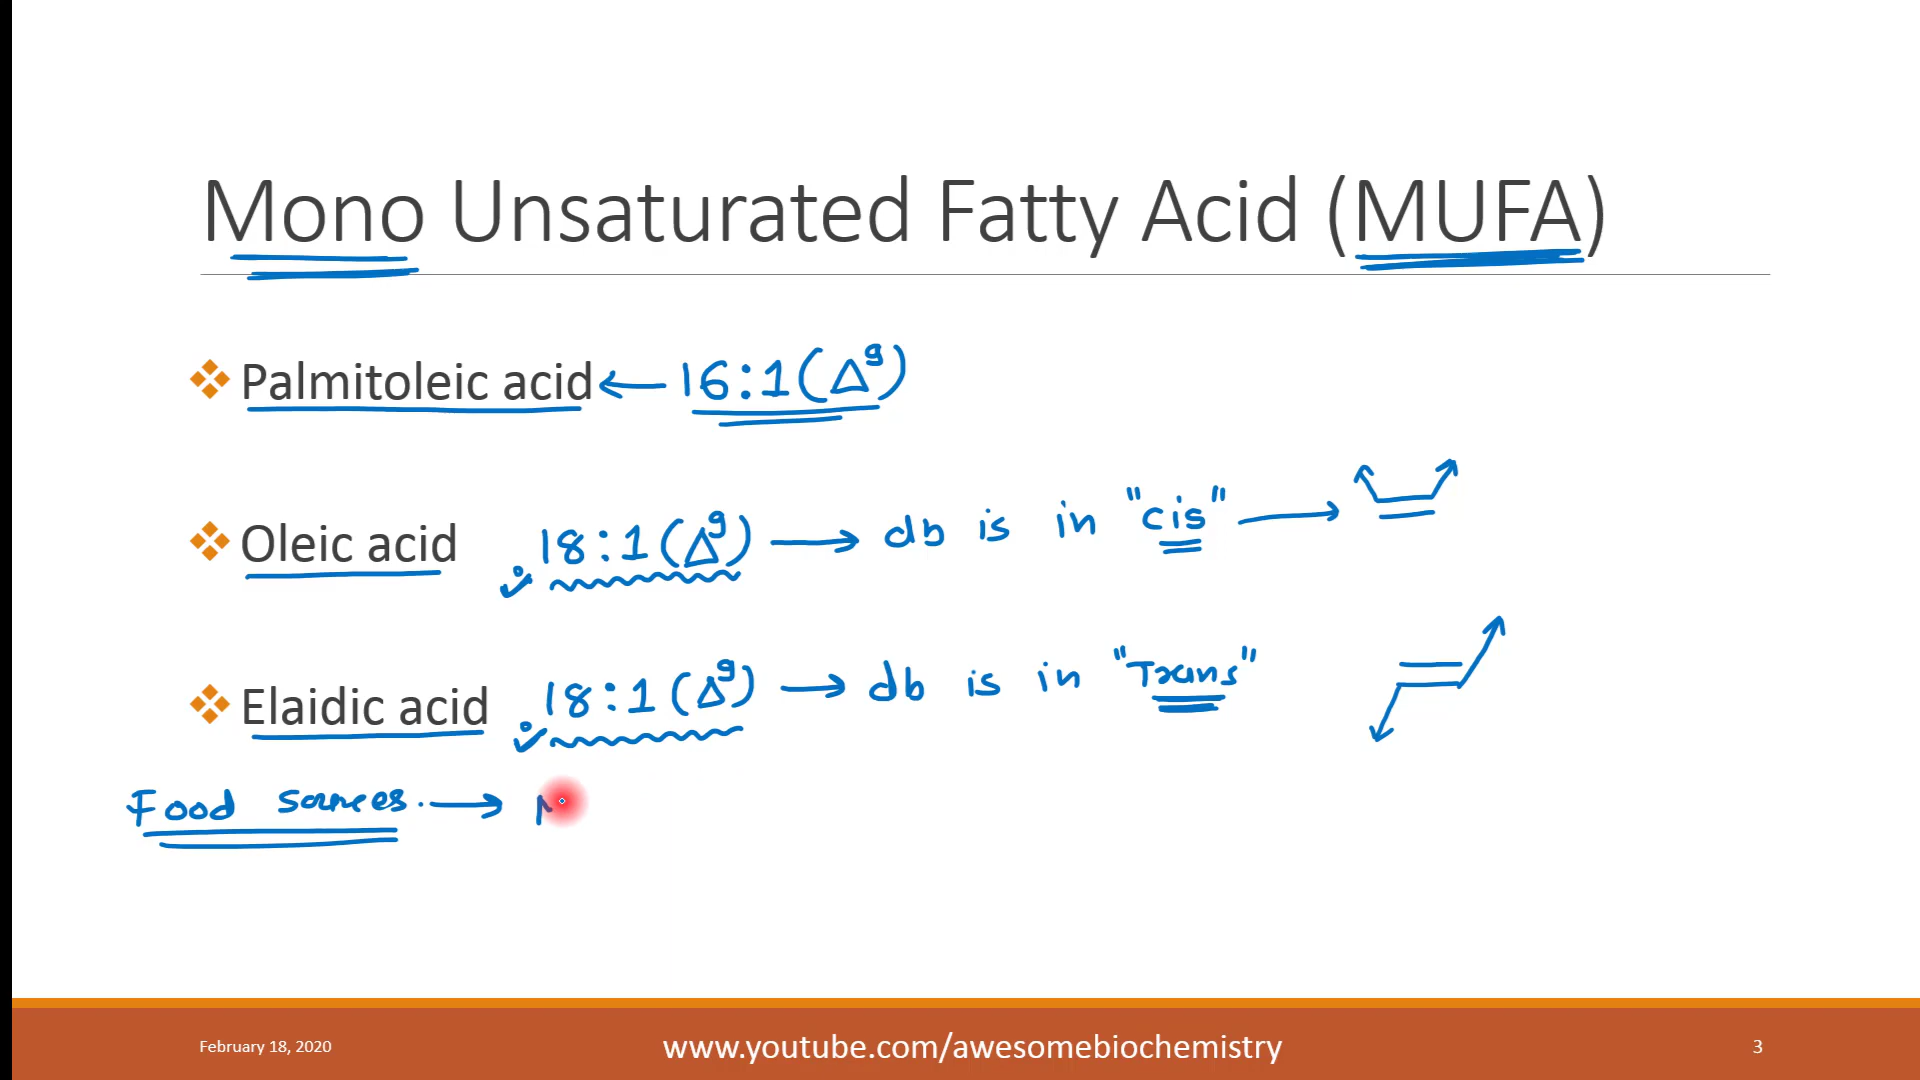 Mono Unsaturated Fatty Acid (MUFA)
Palmitoleic acid ← 16:1(Δ⁹)
Oleic acid 18:1(Δ⁹) → db is in "cis" →
Elaidic acid 18:1(Δ⁹) → db is in "Trans"
Food sources. →
February 18, 2020 www.youtube.com/awesomebiochemistry 3